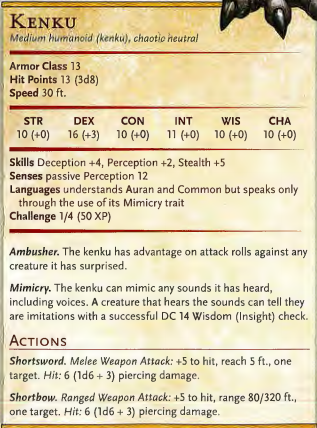 KENKU
Medium humanoid (kenku), chaotic neutral
Armor Class 13
Hit Points 13 (3d8)
Speed 30 ft.
STR DEX CON INT WIS CHA
10 (+0) 16 (+3) 10 (+0) 11 (+0) 10 (+0) 10 (+0)
Skills Deception +4, Perception +2, Stealth +5
Senses passive Perception 12
Languages understands Auran and Common but speaks only
through the use of its Mimicry trait
Challenge 1/4 (50 XP)
Ambusher. The kenku has advantage on attack rolls against any
creature it has surprised.
Mimicry. The kenku can mimic any sounds it has heard,
including voices. A creature that hears the sounds can tell they
are imitations with a successful DC 14 Wisdom (Insight) check.
ACTIONS
Shortsword. Melee Weapon Attack: +5 to hit, reach 5 ft., one
target. Hit: 6 (1d6 + 3) piercing damage.
Shortbow. Ranged Weapon Attack: +5 to hit, range 80/320 ft.,
one target. Hit: 6 (1d6 + 3) piercing damage.